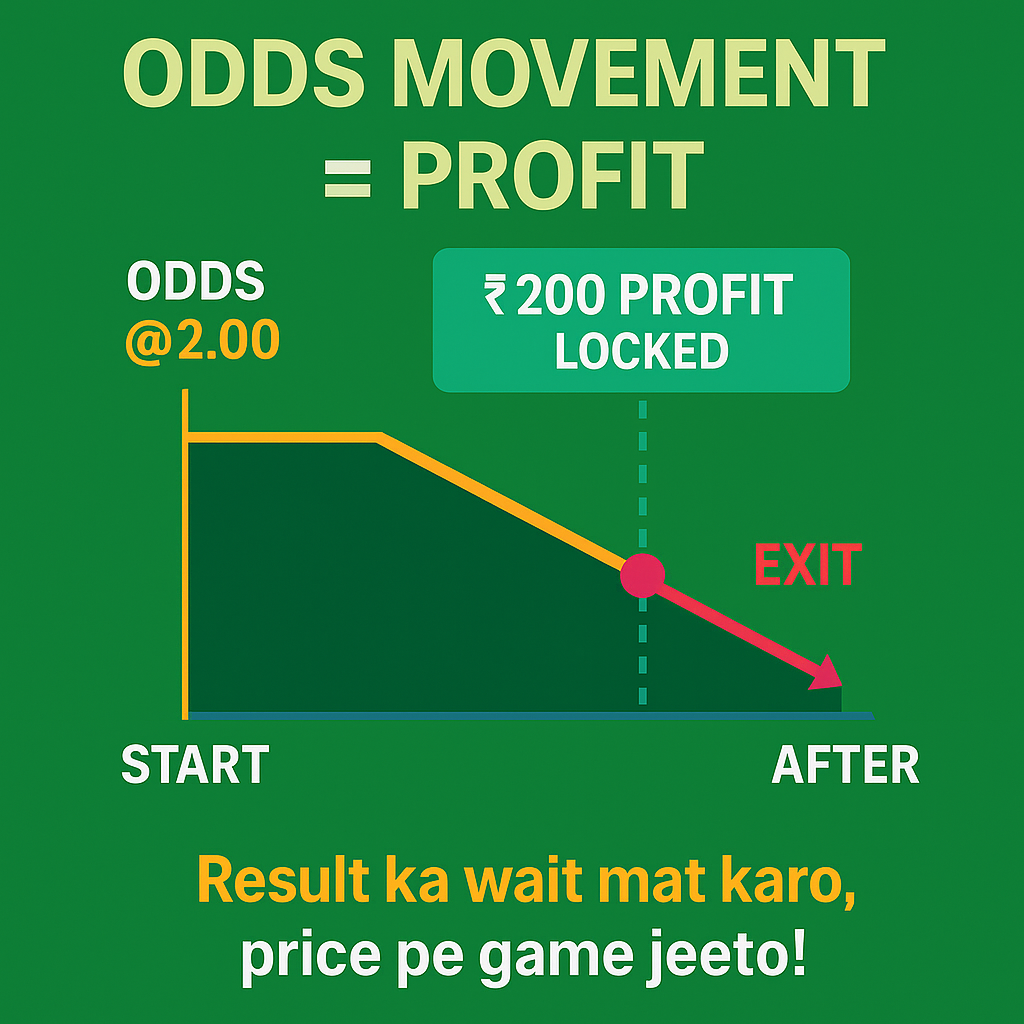 ODDS MOVEMENT
= PROFIT
ODDS
@2.00
₹200 PROFIT
LOCKED
EXIT
START
AFTER
Result ka wait mat karo,
price pe game jeeto!